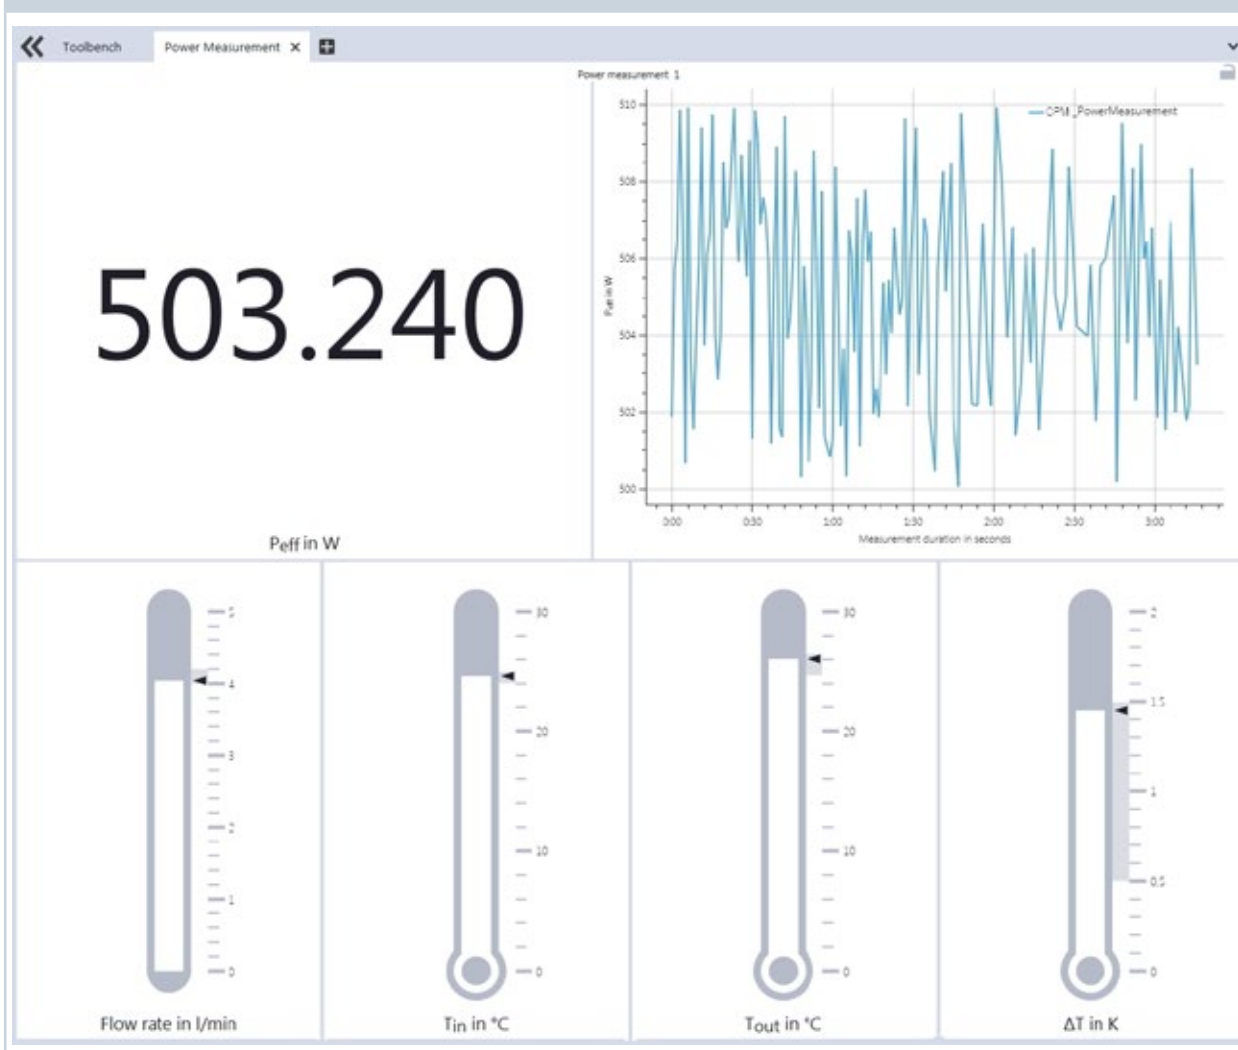 Toolbench
Power Measurement
Power measurement 1
503.240
Peff in W
CPM_PowerMeasurement
510
508
506
504
502
500
Peff in W
0:00 0:30 1:00 1:30 2:00 2:30 3:00
Measurement duration in seconds
5
4
3
2
1
0
Flow rate in l/min
30
20
10
0
Tin in °C
30
20
10
0
Tout in °C
2
1.5
1
0.5
0
ΔT in K